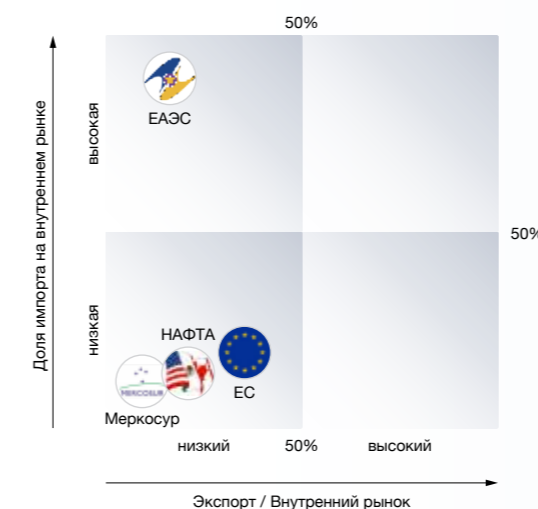 50%
Доля импорта на внутреннем рынке
высокая
ЕАЭС
50%
низкая
НАФТА
MERCOSUR
ЕС
Меркосур
низкий
50%
высокий
Экспорт / Внутренний рынок